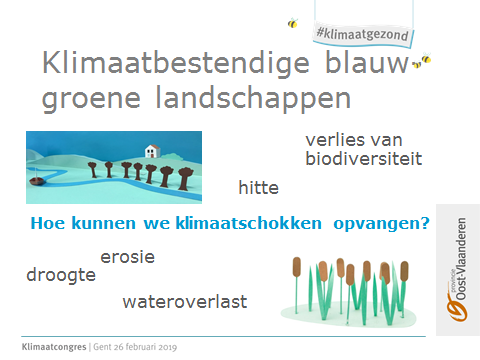 #klimaatgezond
Klimaatbestendige blauw-
groene landschappen
verlies van
biodiversiteit
hitte
Hoe kunnen we klimaatschokken opvangen?
erosie
droogte
wateroverlast
provincie
Oost-Vlaanderen
Klimaatcongres | Gent 26 februari 2019